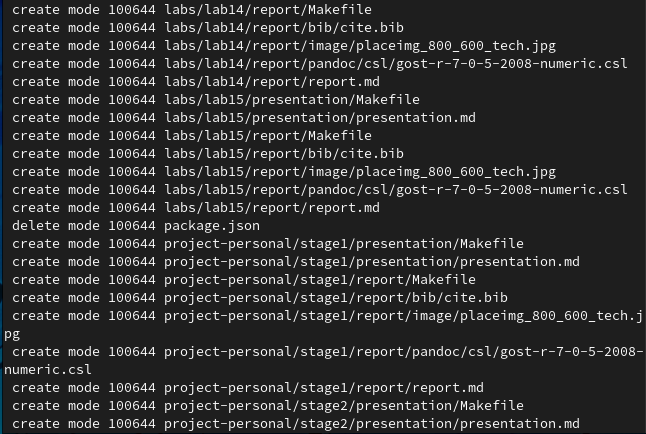 create mode 100644 labs/lab14/report/Makefile
create mode 100644 labs/lab14/report/bib/cite.bib
create mode 100644 labs/lab14/report/image/placeimg_800_600_tech.jpg
create mode 100644 labs/lab14/report/pandoc/csl/gost-r-7-0-5-2008-numeric.csl
create mode 100644 labs/lab14/report/report.md
create mode 100644 labs/lab15/presentation/Makefile
create mode 100644 labs/lab15/presentation/presentation.md
create mode 100644 labs/lab15/report/Makefile
create mode 100644 labs/lab15/report/bib/cite.bib
create mode 100644 labs/lab15/report/image/placeimg_800_600_tech.jpg
create mode 100644 labs/lab15/report/pandoc/csl/gost-r-7-0-5-2008-numeric.csl
create mode 100644 labs/lab15/report/report.md
delete mode 100644 package.json
create mode 100644 project-personal/stage1/presentation/Makefile
create mode 100644 project-personal/stage1/presentation/presentation.md
create mode 100644 project-personal/stage1/report/Makefile
create mode 100644 project-personal/stage1/report/bib/cite.bib
create mode 100644 project-personal/stage1/report/image/placeimg_800_600_tech.j
pg
create mode 100644 project-personal/stage1/report/pandoc/csl/gost-r-7-0-5-2008-
numeric.csl
create mode 100644 project-personal/stage1/report/report.md
create mode 100644 project-personal/stage2/presentation/Makefile
create mode 100644 project-personal/stage2/presentation/presentation.md